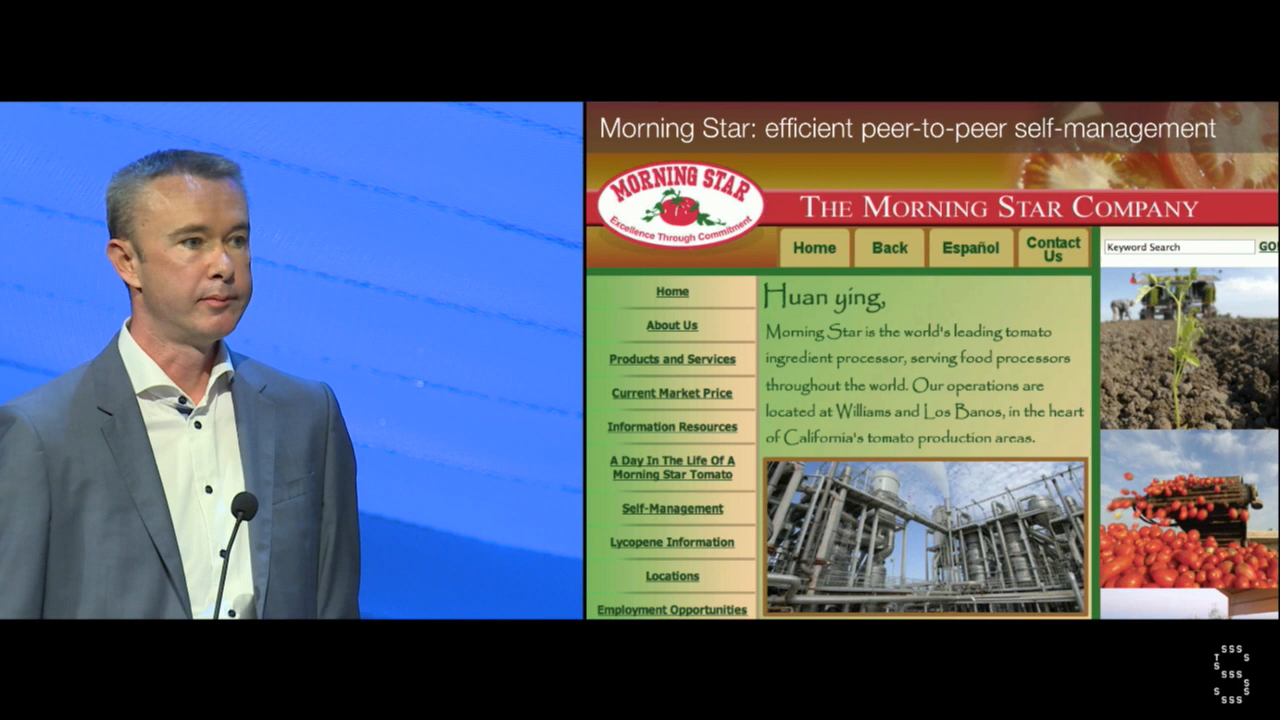 Morning Star: efficient peer-to-peer self-management
MORNING STAR
Excellence Through Commitment
THE MORNING STAR COMPANY
Home
Back
Español
Contact
Us
Keyword Search
GO
Home
About Us
Products and Services
Current Market Price
Information Resources
A Day In The Life Of A
Morning Star Tomato
Self-Management
Lycopene Information
Locations
Employment Opportunities
Huan ying,
Morning Star is the world's leading tomato
ingredient processor, serving food processors
throughout the world. Our operations are
located at Williams and Los Banos, in the heart
of California's tomato production areas.
SSS
T S
S
SSS
S
S S
SSS